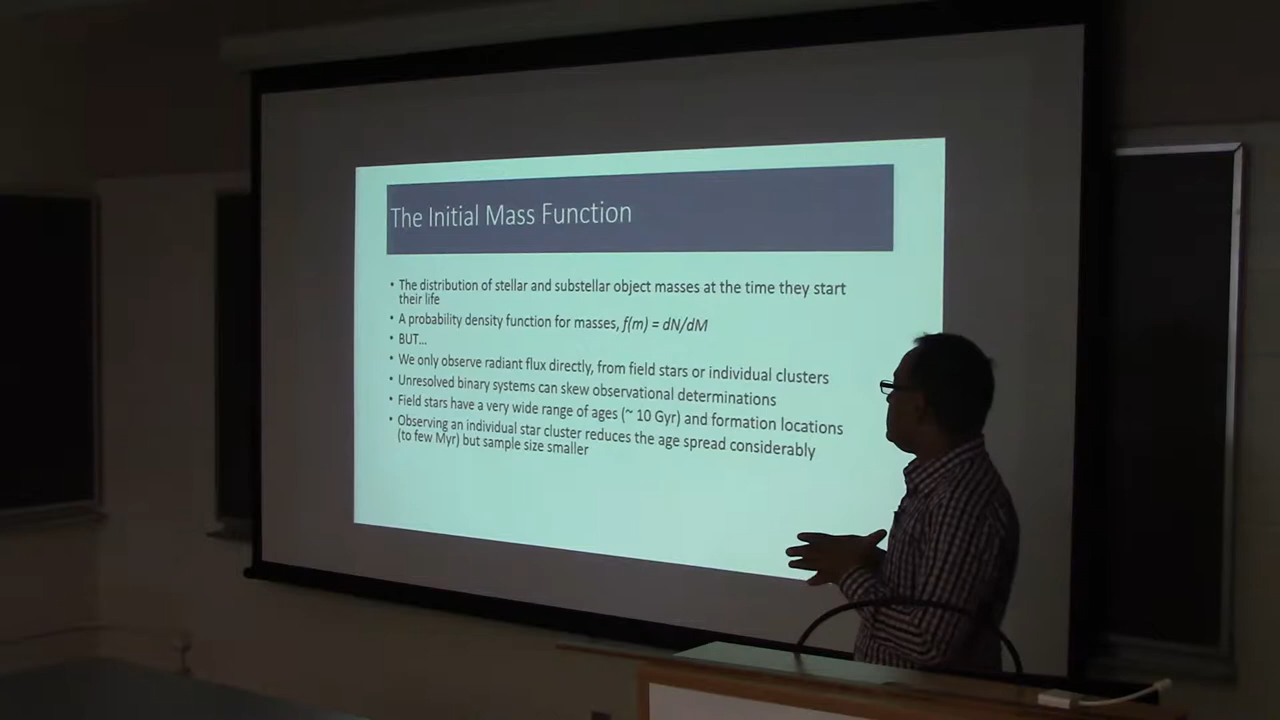 The Initial Mass Function
• The distribution of stellar and substellar object masses at the time they start
their life
• A probability density function for masses, f(m) = dN/dM
• BUT...
• We only observe radiant flux directly, from field stars or individual clusters
• Unresolved binary systems can skew observational determinations
• Field stars have a very wide range of ages (~ 10 Gyr) and formation locations
• Observing an individual star cluster reduces the age spread considerably
(to few Myr) but sample size smaller